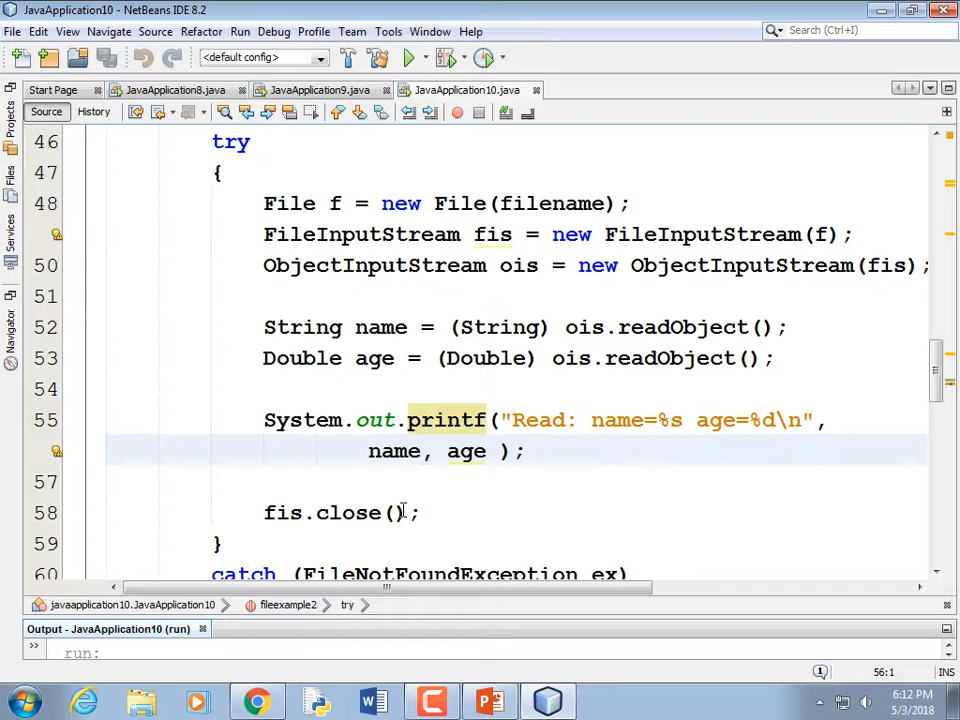 JavaApplication10 - NetBeans IDE 8.2
File Edit View Navigate Source Refactor Run Debug Profile Team Tools Window Help
Search (Ctrl+I)
<default config>
Start Page JavaApplication8.java JavaApplication9.java JavaApplication10.java
Source History
Projects
Files
Services
Navigator
46 try
47 {
48 File f = new File(filename);
FileInputStream fis = new FileInputStream(f);
50 ObjectInputStream ois = new ObjectInputStream(fis);
51
52 String name = (String) ois.readObject();
53 Double age = (Double) ois.readObject();
54
55 System.out.printf("Read: name=%s age=%d\n",
name, age );
57
58 fis.close();
59 }
60 catch (FileNotFoundException ex)
javaapplication10.JavaApplication10 fileexample2 try
Output - JavaApplication10 (run)
run:
1 56:1 INS
6:12 PM
5/3/2018